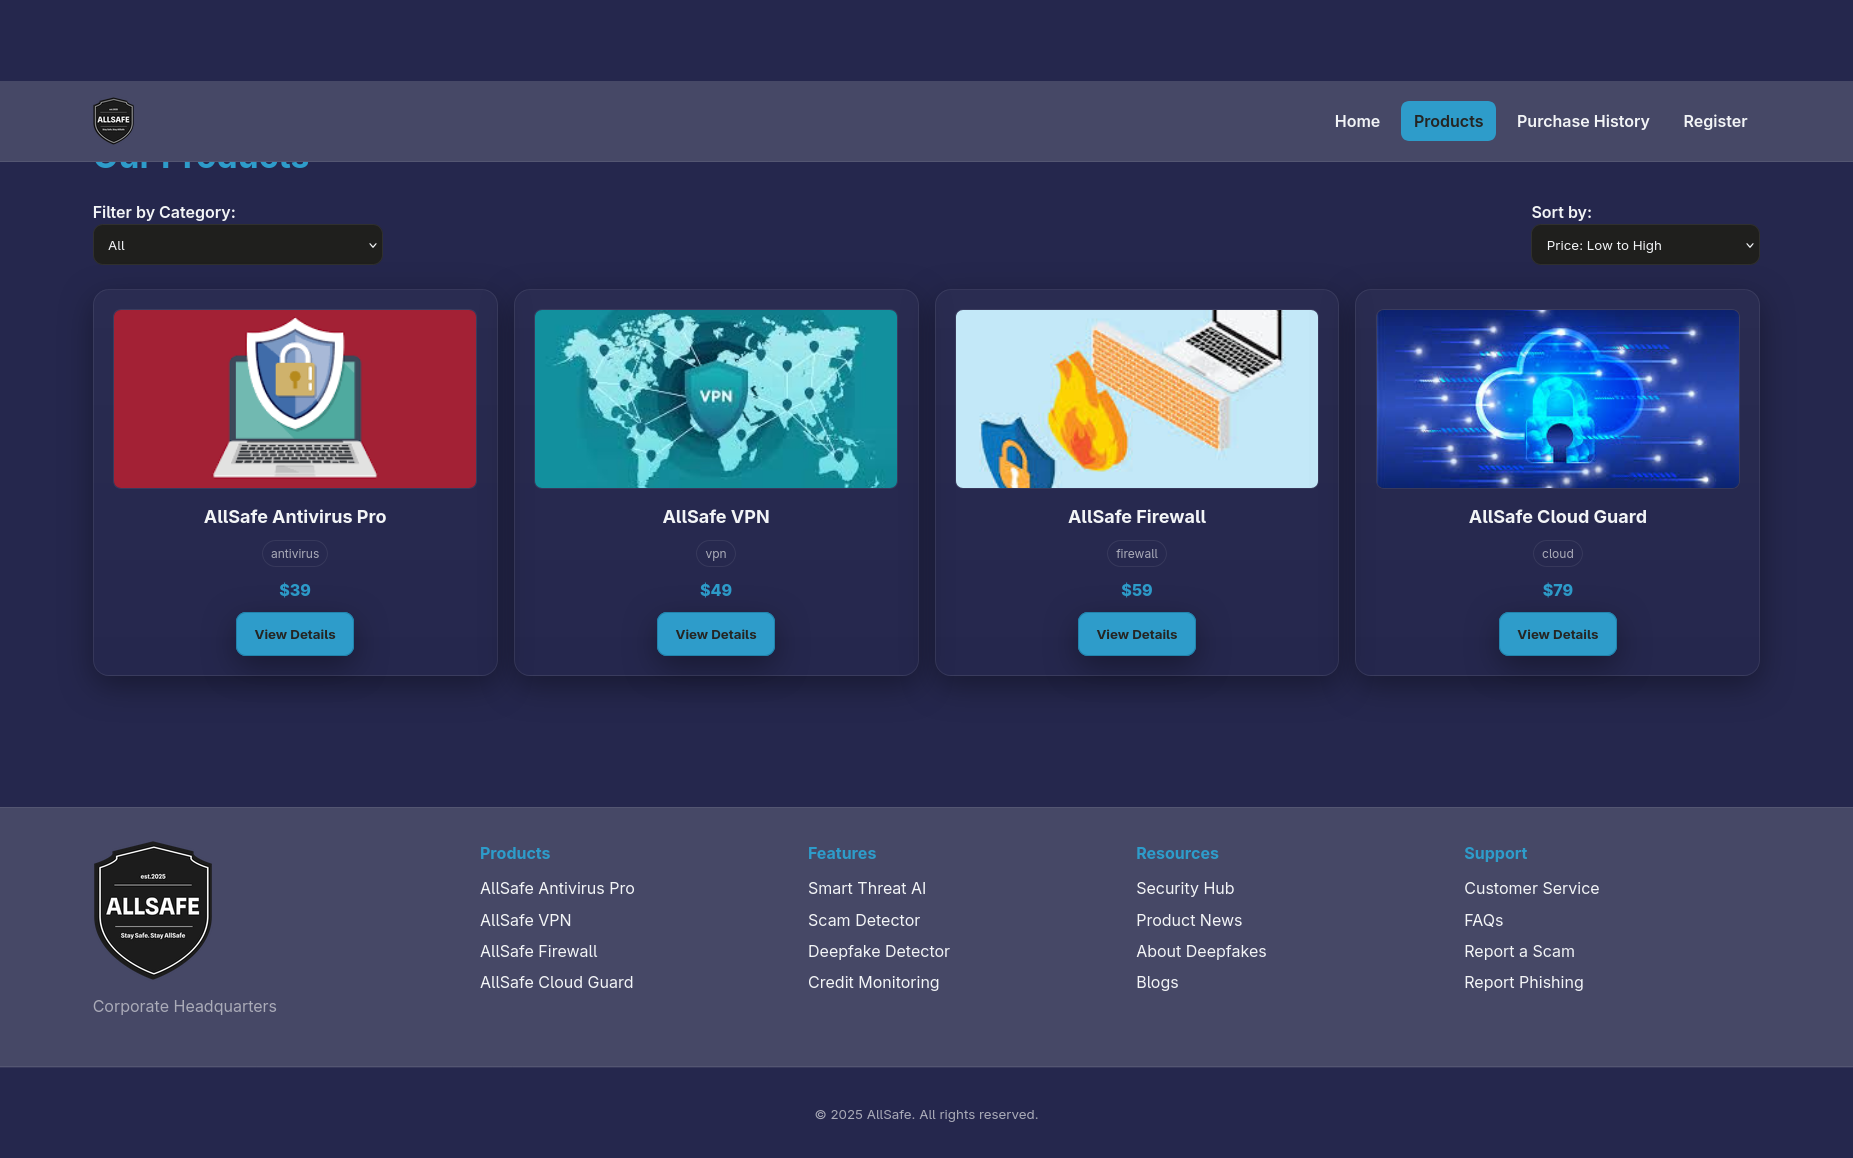 ALLSAFE
Home
Products
Purchase History
Register
Our Products
Filter by Category:
All
Sort by:
Price: Low to High
VPN
AllSafe Antivirus Pro
antivirus
$39
View Details
AllSafe VPN
vpn
$49
View Details
AllSafe Firewall
firewall
$59
View Details
AllSafe Cloud Guard
cloud
$79
View Details
est.2025
ALLSAFE
Stay Safe. Stay AllSafe
Corporate Headquarters
Products
AllSafe Antivirus Pro
AllSafe VPN
AllSafe Firewall
AllSafe Cloud Guard
Features
Smart Threat AI
Scam Detector
Deepfake Detector
Credit Monitoring
Resources
Security Hub
Product News
About Deepfakes
Blogs
Support
Customer Service
FAQs
Report a Scam
Report Phishing
© 2025 AllSafe. All rights reserved.